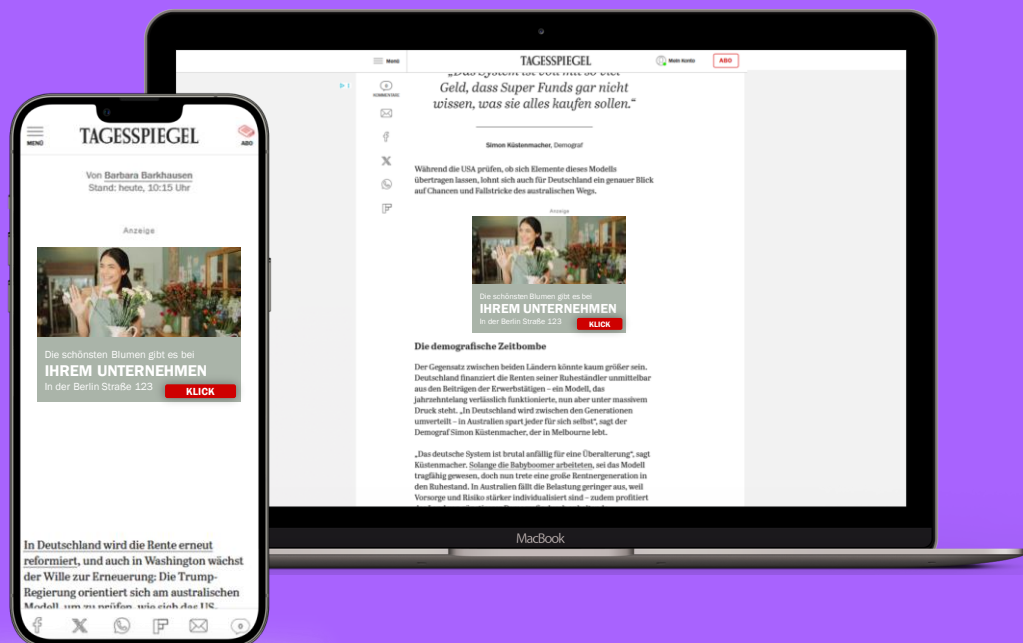 MENÜ
TAGESSPIEGEL
ABO
Von Barbara Barkhausen
Stand: heute, 10:15 Uhr
Anzeige
Die schönsten Blumen gibt es bei
IHREM UNTERNEHMEN
In der Berlin Straße 123
KLICK
In Deutschland wird die Rente erneut
reformiert, und auch in Washington wächst
der Wille zur Erneuerung: Die Trump-
Regierung orientiert sich am australischen
Modell, um zu prüfen, wie sich das US-
0
Menü
TAGESSPIEGEL
Mein Konto
ABO
0
KOMMENTARE
„Das System ist voll mit so viel
Geld, dass Super Funds gar nicht
wissen, was sie alles kaufen sollen.“
Simon Küstenmacher, Demograf
Während die USA prüfen, ob sich Elemente dieses Modells
übertragen lassen, lohnt sich auch für Deutschland ein genauer Blick
auf Chancen und Fallstricke des australischen Wegs.
Anzeige
Die schönsten Blumen gibt es bei
IHREM UNTERNEHMEN
In der Berlin Straße 123
KLICK
Die demografische Zeitbombe
Der Gegensatz zwischen beiden Ländern könnte kaum größer sein.
Deutschland finanziert die Renten seiner Ruheständler unmittelbar
aus den Beiträgen der Erwerbstätigen – ein Modell, das
jahrzehntelang verlässlich funktionierte, nun aber unter massivem
Druck steht. „In Deutschland wird zwischen den Generationen
umverteilt – in Australien spart jeder für sich selbst“, sagt der
Demograf Simon Küstenmacher, der in Melbourne lebt.
„Das deutsche System ist brutal anfällig für eine Überalterung“, sagt
Küstenmacher. Solange die Babyboomer arbeiteten, sei das Modell
tragfähig gewesen, doch nun trete eine große Rentnergeneration in
den Ruhestand. In Australien fällt die Belastung geringer aus, weil
Vorsorge und Risiko stärker individualisiert sind – zudem profitiert
MacBook